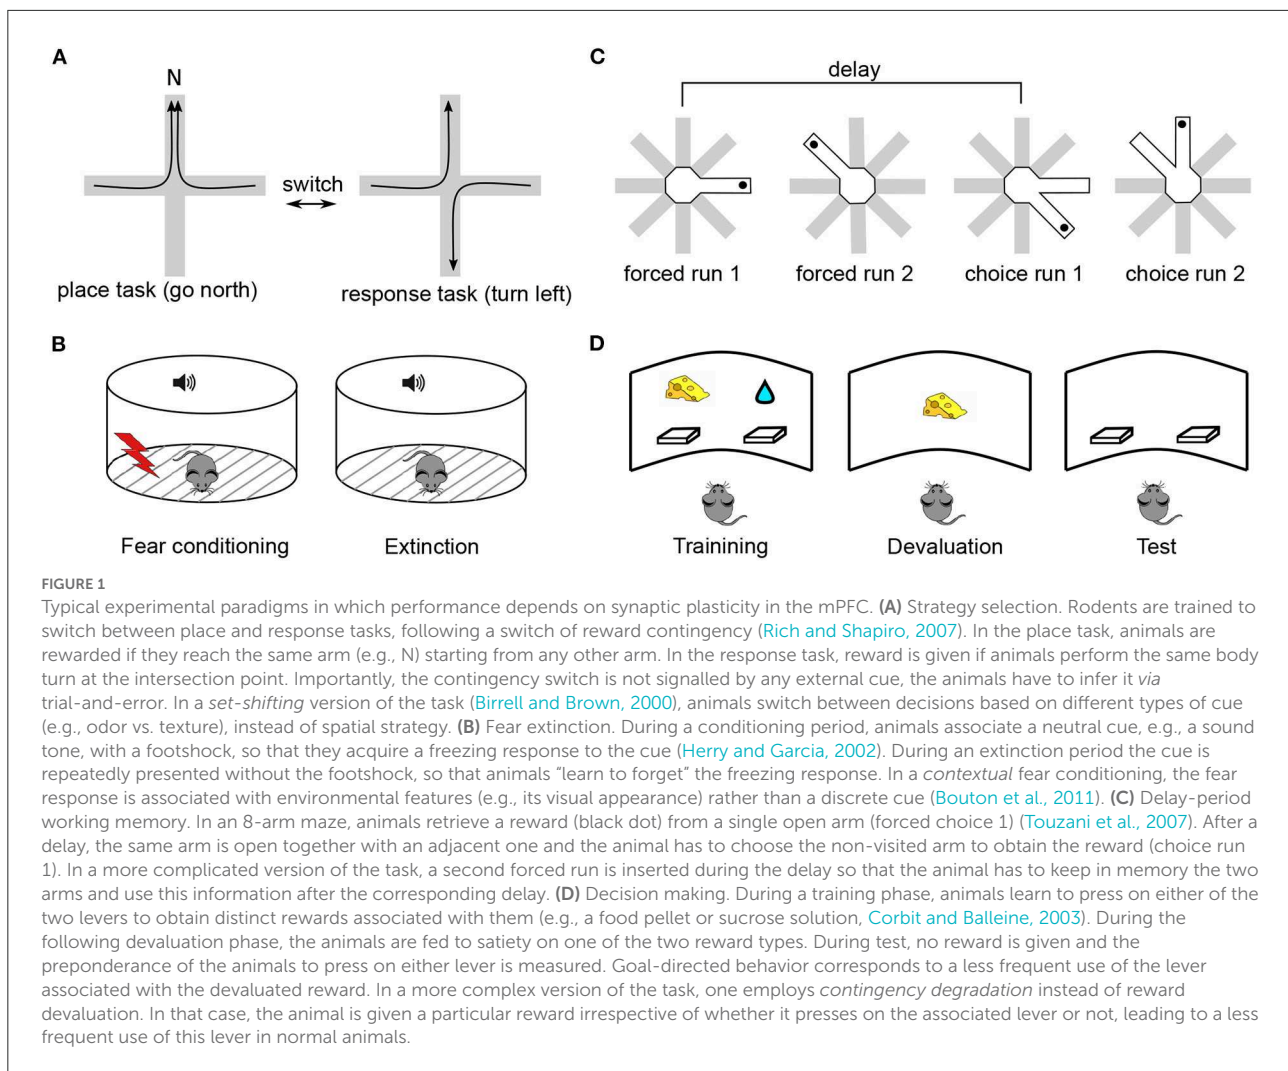 A
N
switch
place task (go north)
response task (turn left)
C
delay
forced run 1
forced run 2
choice run 1
choice run 2
B
Fear conditioning
Extinction
D
Trainining
Devaluation
Test
FIGURE 1
Typical experimental paradigms in which performance depends on synaptic plasticity in the mPFC. (A) Strategy selection. Rodents are trained to
switch between place and response tasks, following a switch of reward contingency (Rich and Shapiro, 2007). In the place task, animals are
rewarded if they reach the same arm (e.g., N) starting from any other arm. In the response task, reward is given if animals perform the same body
turn at the intersection point. Importantly, the contingency switch is not signalled by any external cue, the animals have to infer it via
trial-and-error. In a set-shifting version of the task (Birrell and Brown, 2000), animals switch between decisions based on different types of cue
(e.g., odor vs. texture), instead of spatial strategy. (B) Fear extinction. During a conditioning period, animals associate a neutral cue, e.g., a sound
tone, with a footshock, so that they acquire a freezing response to the cue (Herry and Garcia, 2002). During an extinction period the cue is
repeatedly presented without the footshock, so that animals "learn to forget" the freezing response. In a contextual fear conditioning, the fear
response is associated with environmental features (e.g., its visual appearance) rather than a discrete cue (Bouton et al., 2011). (C) Delay-period
working memory. In an 8-arm maze, animals retrieve a reward (black dot) from a single open arm (forced choice 1) (Touzani et al., 2007). After a
delay, the same arm is open together with an adjacent one and the animal has to choose the non-visited arm to obtain the reward (choice run
1). In a more complicated version of the task, a second forced run is inserted during the delay so that the animal has to keep in memory the two
arms and use this information after the corresponding delay. (D) Decision making. During a training phase, animals learn to press on either of the
two levers to obtain distinct rewards associated with them (e.g., a food pellet or sucrose solution, Corbit and Balleine, 2003). During the
following devaluation phase, the animals are fed to satiety on one of the two reward types. During test, no reward is given and the
preponderance of the animals to press on either lever is measured. Goal-directed behavior corresponds to a less frequent use of the lever
associated with the devaluated reward. In a more complex version of the task, one employs contingency degradation instead of reward
devaluation. In that case, the animal is given a particular reward irrespective of whether it presses on the associated lever or not, leading to a less
frequent use of this lever in normal animals.